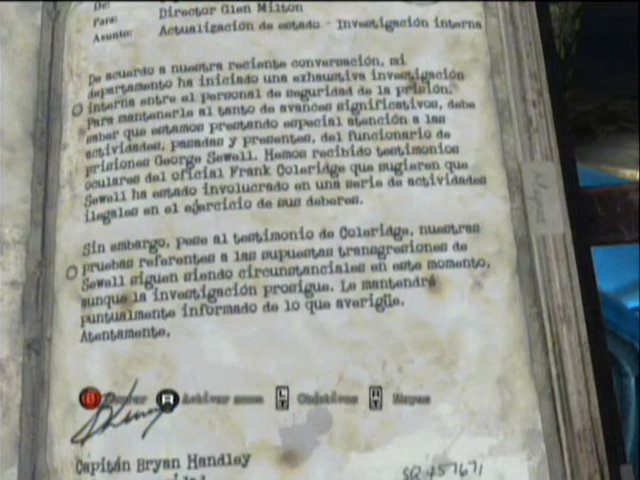 De:
Para: Director Glen Milton
Asunto: Actualización de estado - Investigación interna
De acuerdo a nuestra reciente conversación, mi
departamento ha iniciado una exhaustiva investigación
interna entre el personal de seguridad de la prisión.
Para mantenerle al tanto de avances significativos, debe
saber que estamos prestando especial atención a las
actividades, pasadas y presentes, del funcionario de
prisiones George Sewell. Hemos recibido testimonios
oculares del oficial Frank Coleridge que sugieren que
Sewell ha estado involucrado en una serie de actividades
ilegales en el ejercicio de sus deberes.
Sin embargo, pese al testimonio de Coleridge, nuestras
pruebas referentes a las supuestas transgresiones de
Sewell siguen siendo circunstanciales en este momento,
aunque la investigación prosigue. Le mantendré
puntualmente informado de lo que averigüe.
Atentamente,
B Activar zoom LT Objetivos RT Mapas
Capitán Bryan Handley
SQ-457671